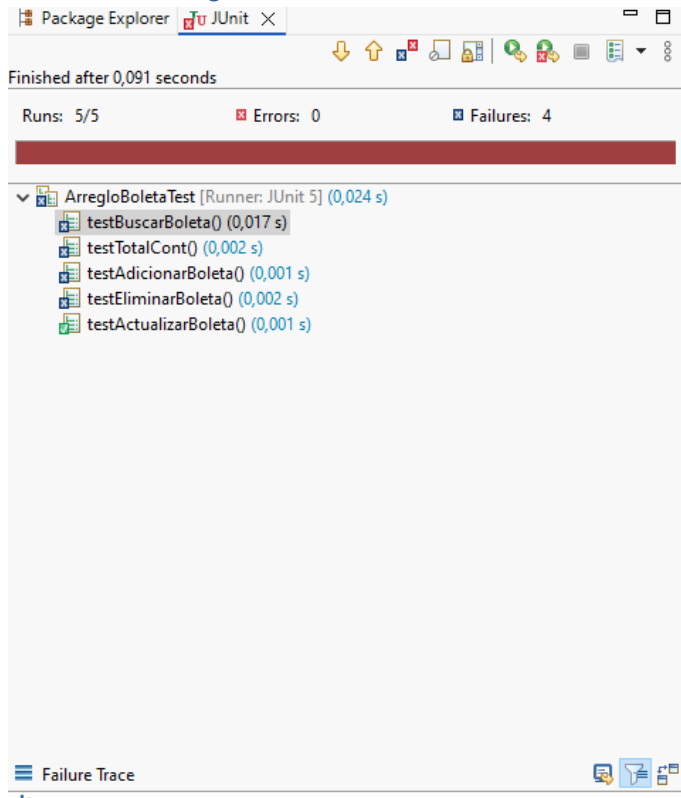 Package Explorer JUnit
Finished after 0,091 seconds
Runs: 5/5 Errors: 0 Failures: 4
ArregloBoletaTest [Runner: JUnit 5] (0,024 s)
testBuscarBoleta() (0,017 s)
testTotalCont() (0,002 s)
testAdicionarBoleta() (0,001 s)
testEliminarBoleta() (0,002 s)
testActualizarBoleta() (0,001 s)
Failure Trace